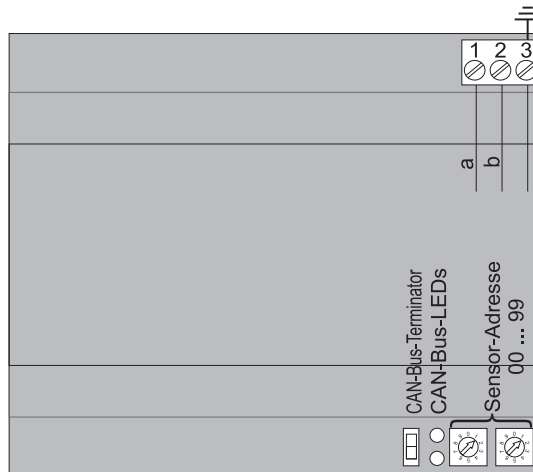 1 2 3
a
b
CAN-Bus-Terminator
CAN-Bus-LEDs
Sensor-Adresse
00 ... 99